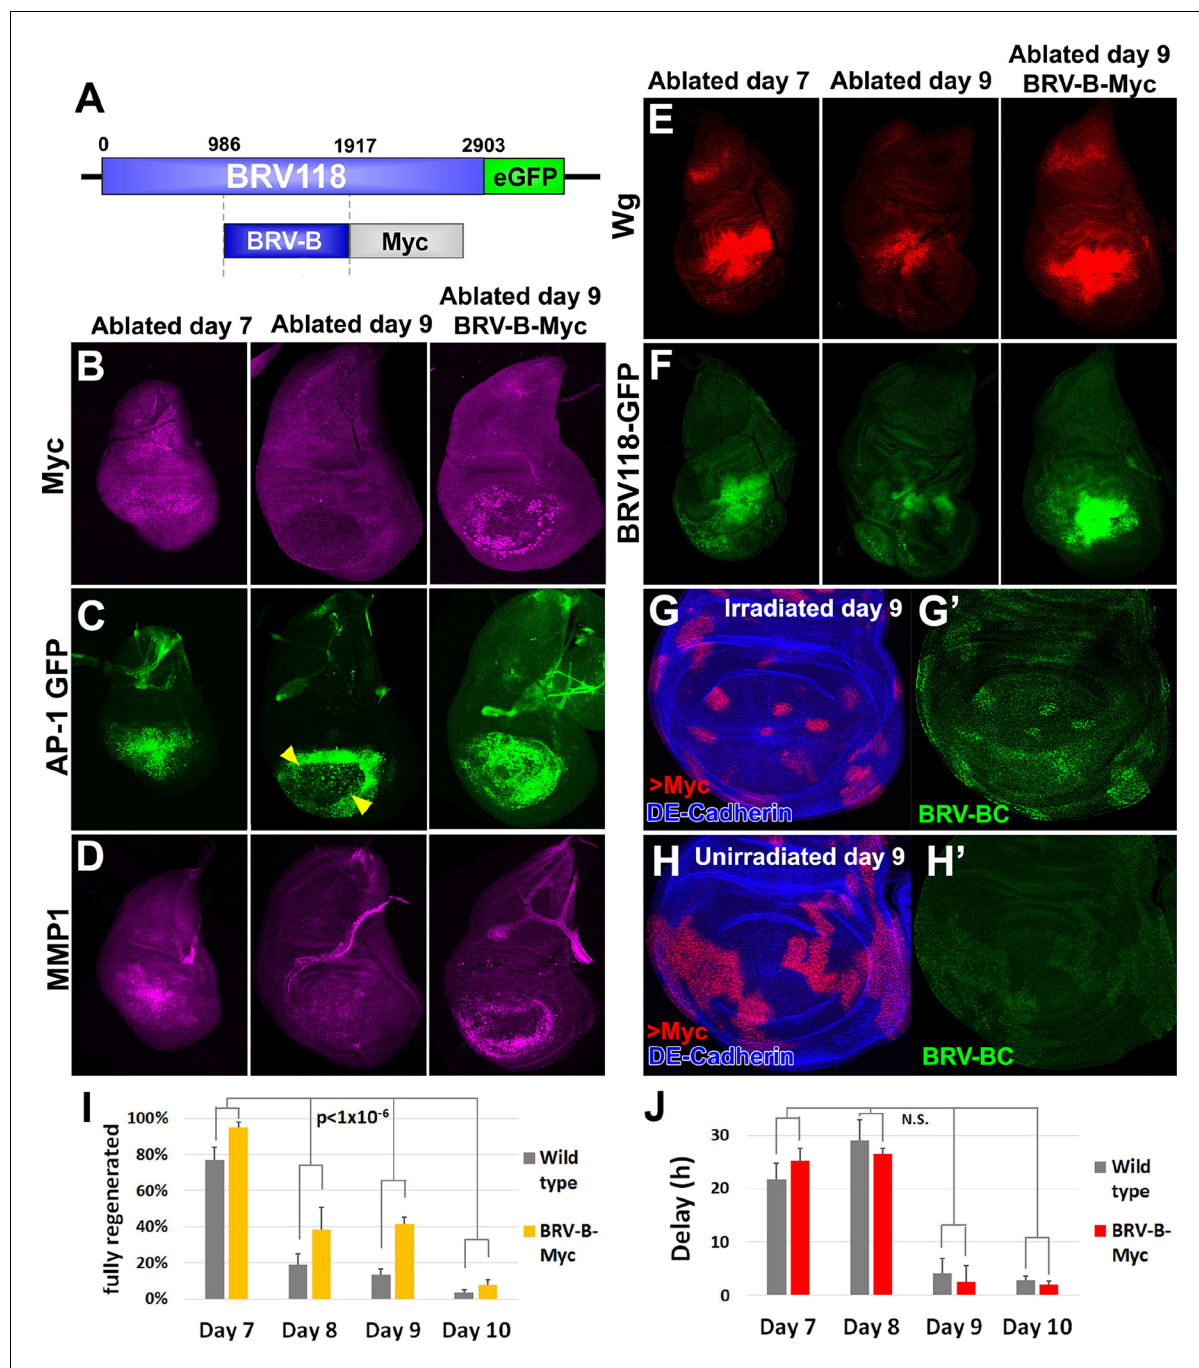 A
0 986 1917 2903
BRV118 eGFP
BRV-B Myc
Ablated day 7 Ablated day 9 Ablated day 9
BRV-B-Myc
B
Myc
C
AP-1 GFP
D
MMP1
Ablated day 7 Ablated day 9 Ablated day 9
BRV-B-Myc
E
Wg
F
BRV118-GFP
G Irradiated day 9 G’
>Myc
DE-Cadherin BRV-BC
H Unirradiated day 9 H’
>Myc
DE-Cadherin BRV-BC
I
fully regenerated
100%
80%
60%
40%
20%
0%
p<1x10⁻⁶
Day 7 Day 8 Day 9 Day 10
Wild
type
BRV-B-
Myc
J
Delay (h)
30
20
10
0
N.S.
Day 7 Day 8 Day 9 Day 10
Wild
type
BRV-B-
Myc